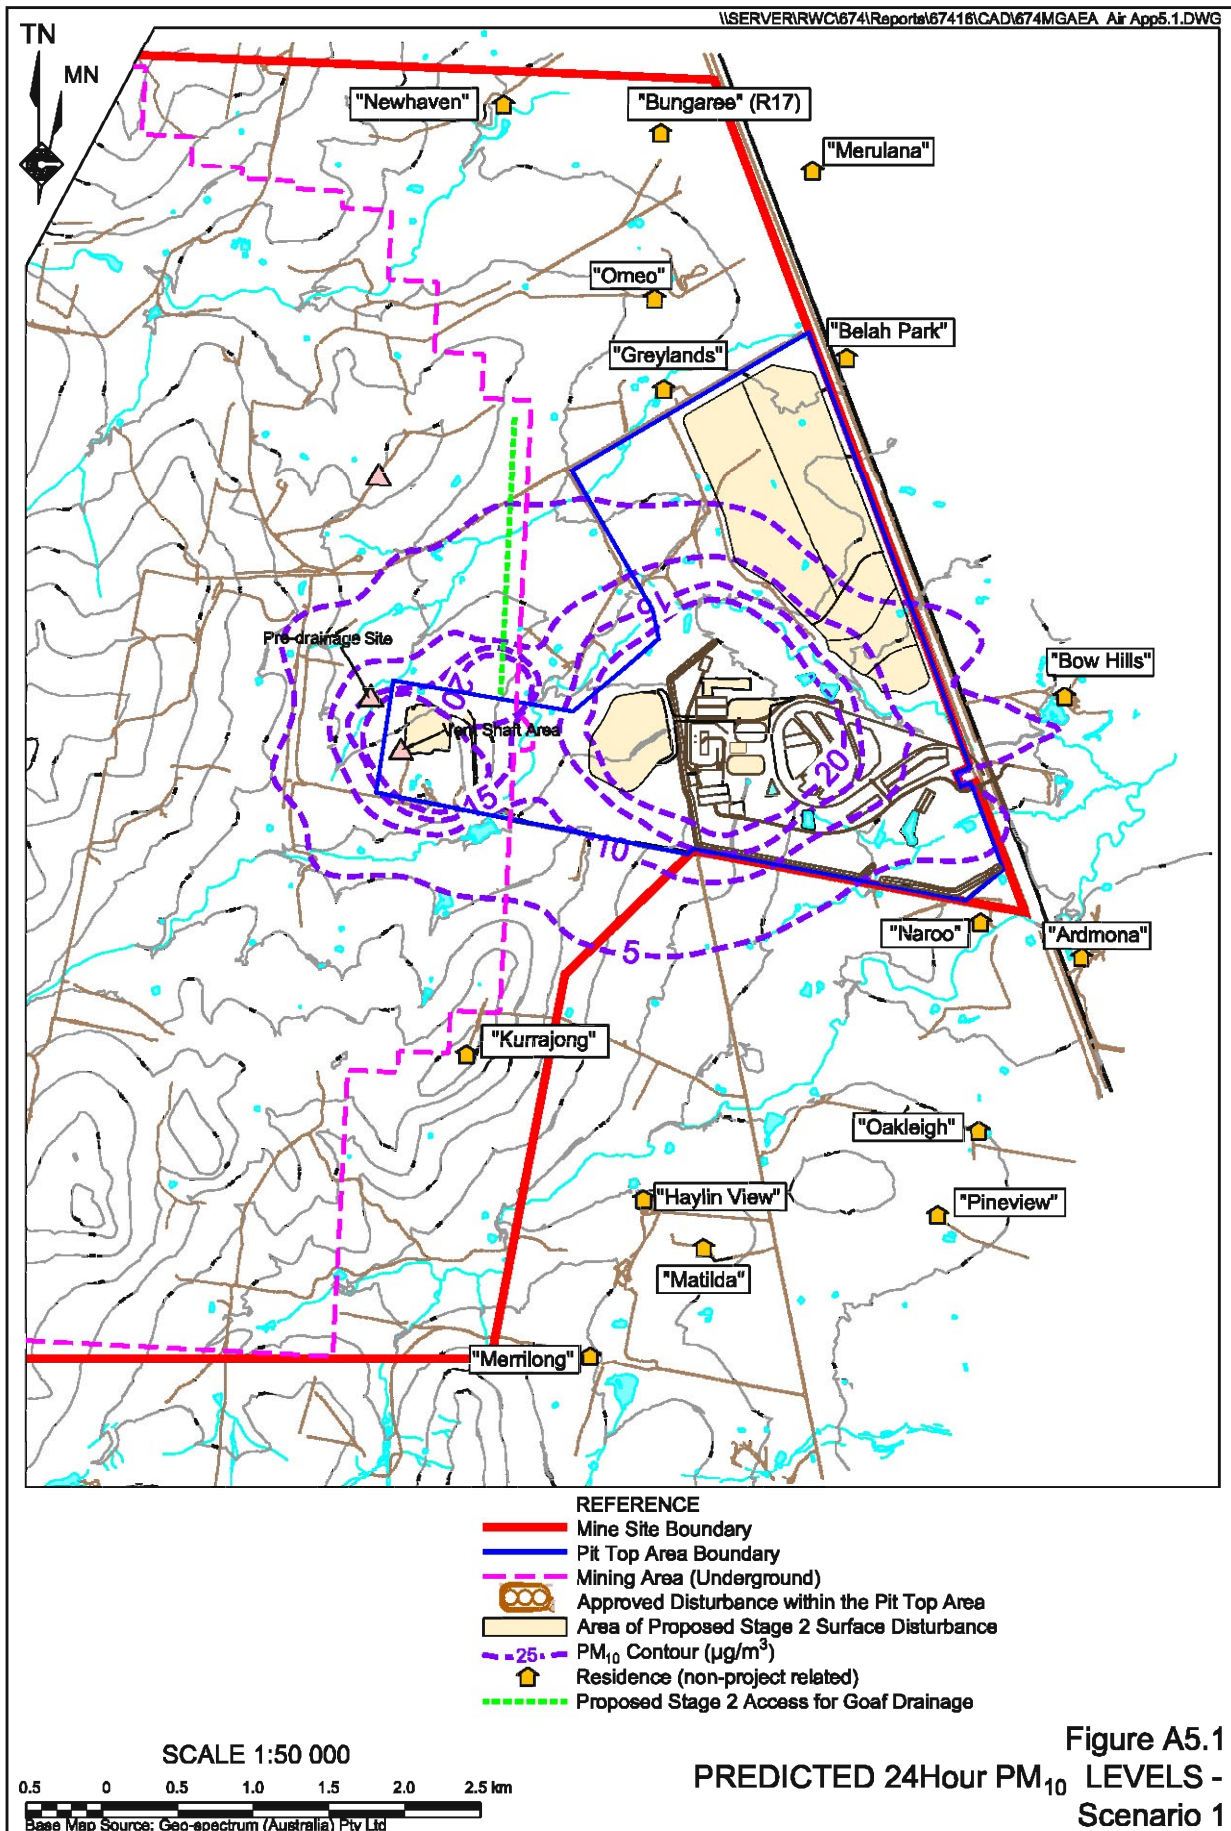 \\SERVER\RWC\674\Reports\67416\CAD\674MGAEA_Air App5.1.DWG
TN
MN
"Newhaven"
"Bungaree" (R17)
"Merulana"
"Omeo"
"Belah Park"
"Greylands"
15
Pre-drainage Site
"Bow Hills"
20
Vent Shaft Area
20
15
10
"Naroo"
"Ardmona"
5
"Kurrajong"
"Oakleigh"
"Haylin View"
"Pineview"
"Matilda"
"Merrilong"
REFERENCE
Mine Site Boundary
Pit Top Area Boundary
Mining Area (Underground)
Approved Disturbance within the Pit Top Area
Area of Proposed Stage 2 Surface Disturbance
25 PM10 Contour (µg/m³)
Residence (non-project related)
Proposed Stage 2 Access for Goaf Drainage
SCALE 1:50 000
0.5 0 0.5 1.0 1.5 2.0 2.5 km
Base Map Source: Geo-spectrum (Australia) Pty Ltd
Figure A5.1
PREDICTED 24Hour PM10 LEVELS -
Scenario 1